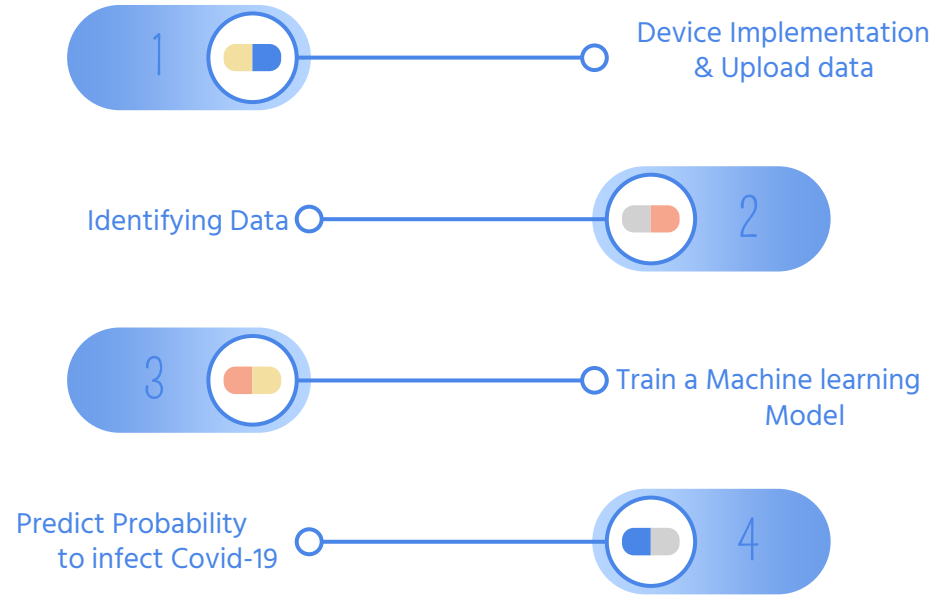 1
Device Implementation
& Upload data
Identifying Data
2
3
Train a Machine learning
Model
Predict Probability
to infect Covid-19
4